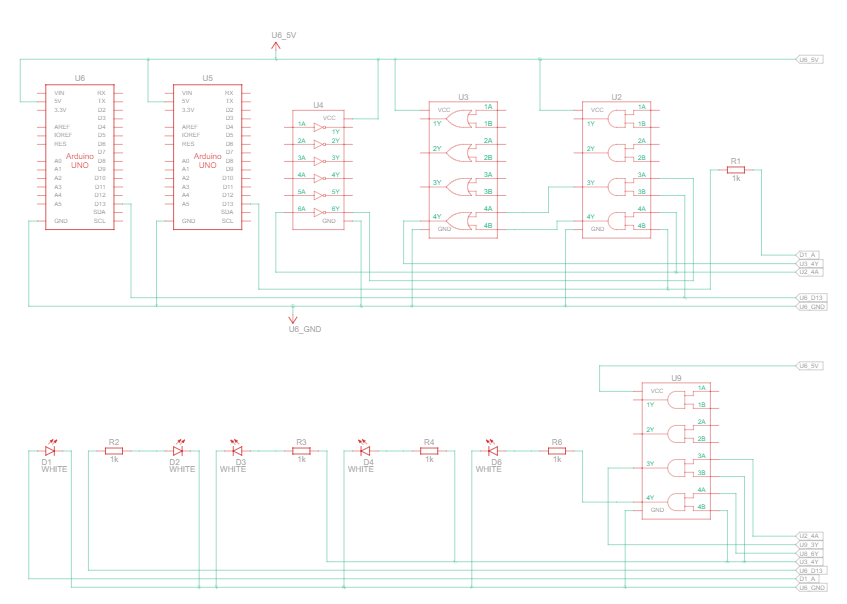 U6_5V
U6_5V
U6
U5
U3
U2
VIN
RX
VIN
RX
U4
5V
TX
5V
TX
3.3V
D2
3.3V
D2
VCC
1A
VCC
1A
D3
D3
VCC
AREF
D4
AREF
D4
1A
1Y
1Y
1B
1Y
1B
IOREF
D5
IOREF
D5
RES
D6
RES
D6
2A
2Y
2A
2A
D7
D7
2Y
2Y
Arduino
UNO
Arduino
UNO
A0
D8
A0
D8
3A
3Y
2B
2B
R1
A1
D9
A1
D9
A2
D10
A2
D10
4A
4Y
3A
3A
1k
A3
D11
A3
D11
3Y
3Y
A4
D12
A4
D12
5A
5Y
3B
3B
A5
D13
A5
D13
SDA
SDA
6A
6Y
4A
4A
GND
SCL
GND
SCL
GND
4Y
4Y
GND
4B
GND
4B
D1_A
U3_4Y
U2_4A
U6_D13
U6_GND
U6_GND
U6_5V
U9
VCC
1A
1Y
1B
2A
2Y
2B
R2
R3
R4
R6
D1
1k
D2
D3
1k
D4
1k
D6
1k
WHITE
WHITE
WHITE
WHITE
WHITE
3A
3Y
3B
4A
4Y
GND
4B
U2_4A
U9_3Y
U8_6Y
U3_4Y
U6_D13
D1_A
U6_GND